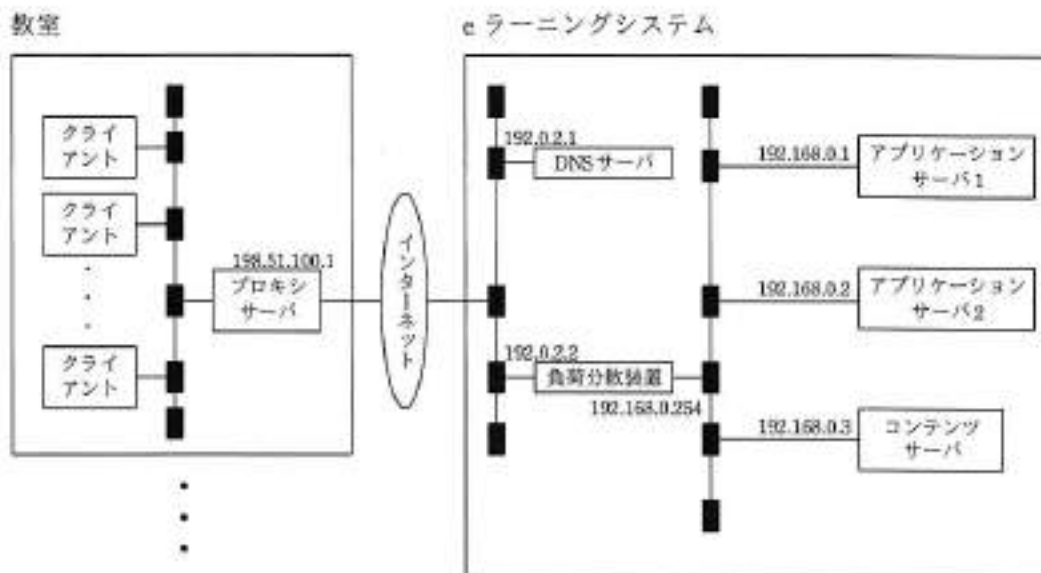 教室
eラーニングシステム
クライ
アント
クライ
アント
クライ
アント
198.51.100.1
プロキシ
サーバ
インターネット
192.0.2.1
DNSサーバ
192.0.2.2
負荷分散装置
192.168.0.254
192.168.0.1
アプリケーション
サーバ1
192.168.0.2
アプリケーション
サーバ2
192.168.0.3
コンテンツ
サーバ